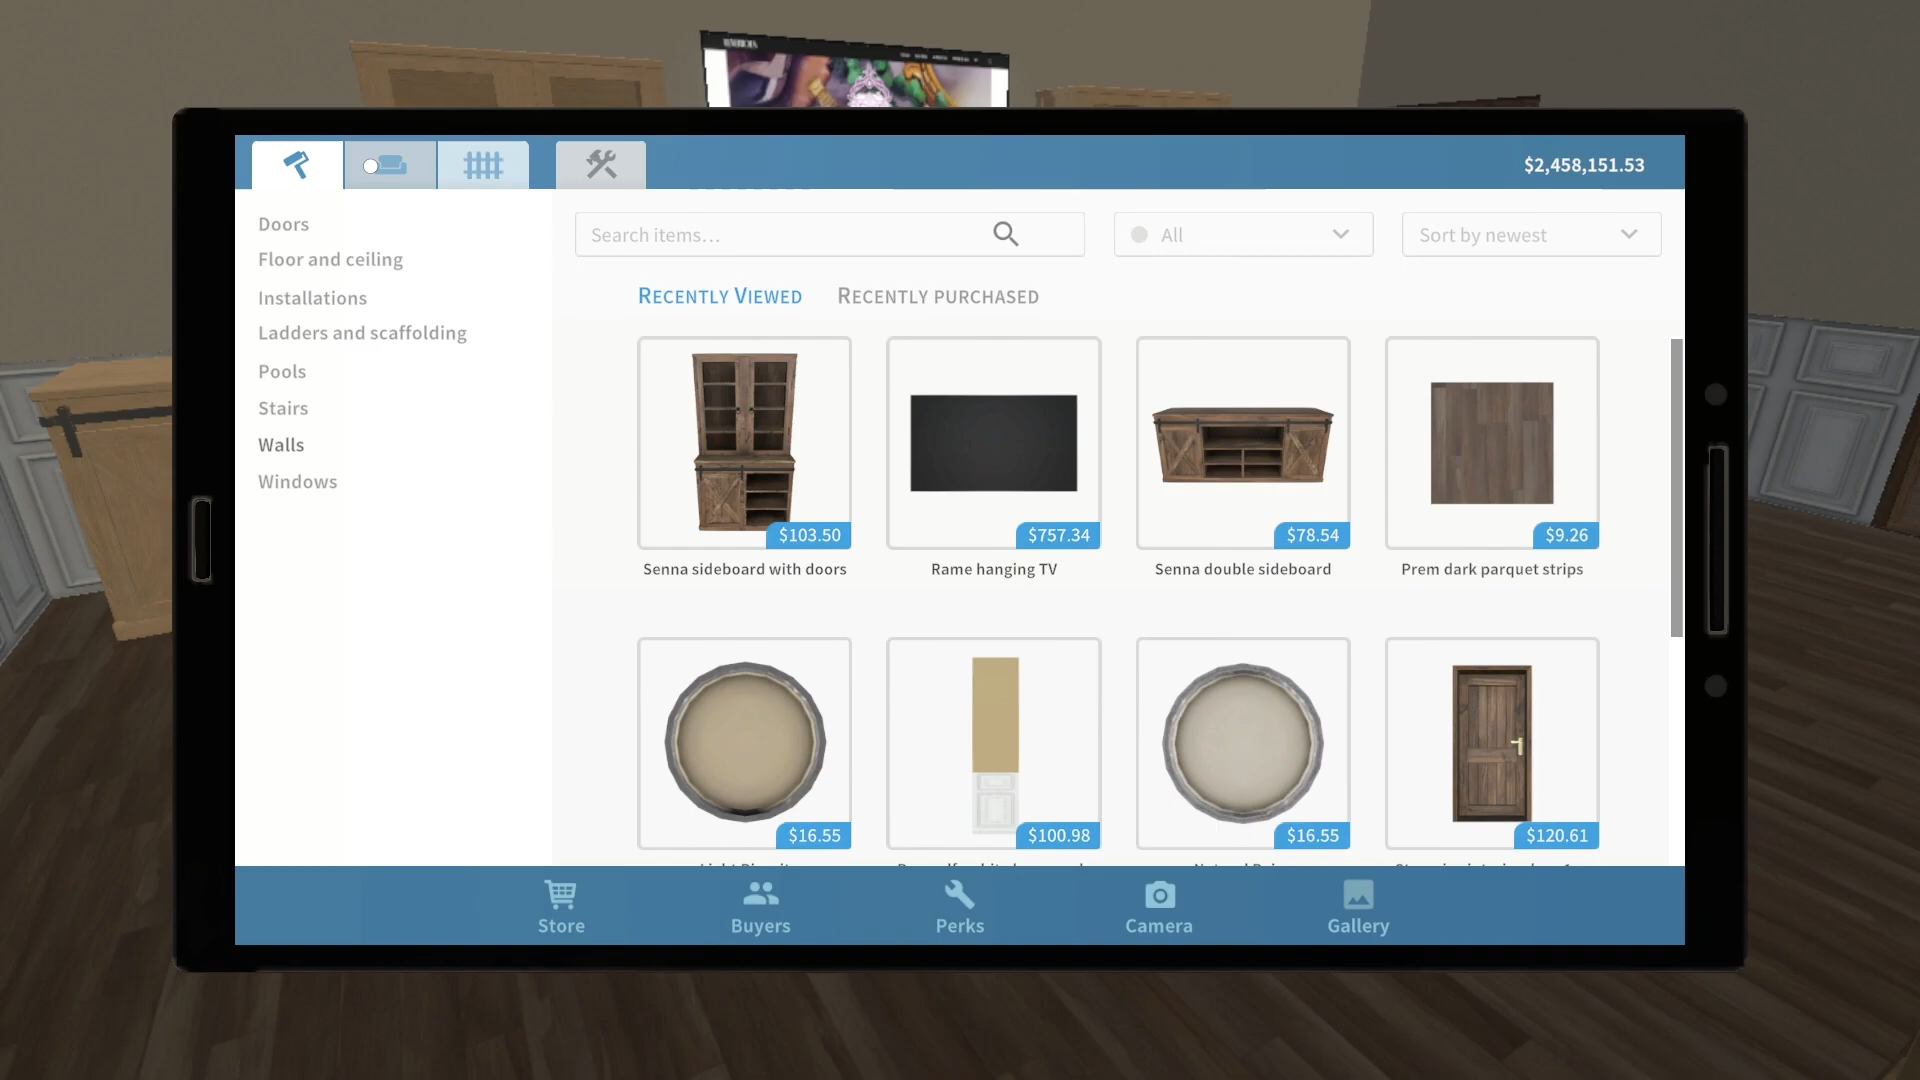 $2,458,151.53
Doors
Floor and ceiling
Installations
Ladders and scaffolding
Pools
Stairs
Walls
Windows
Search items...
All
Sort by newest
RECENTLY VIEWED
RECENTLY PURCHASED
$103.50
$757.34
$78.54
$9.26
Senna sideboard with doors
Rame hanging TV
Senna double sideboard
Prem dark parquet strips
$16.55
$100.98
$16.55
$120.61
Store
Buyers
Perks
Camera
Gallery